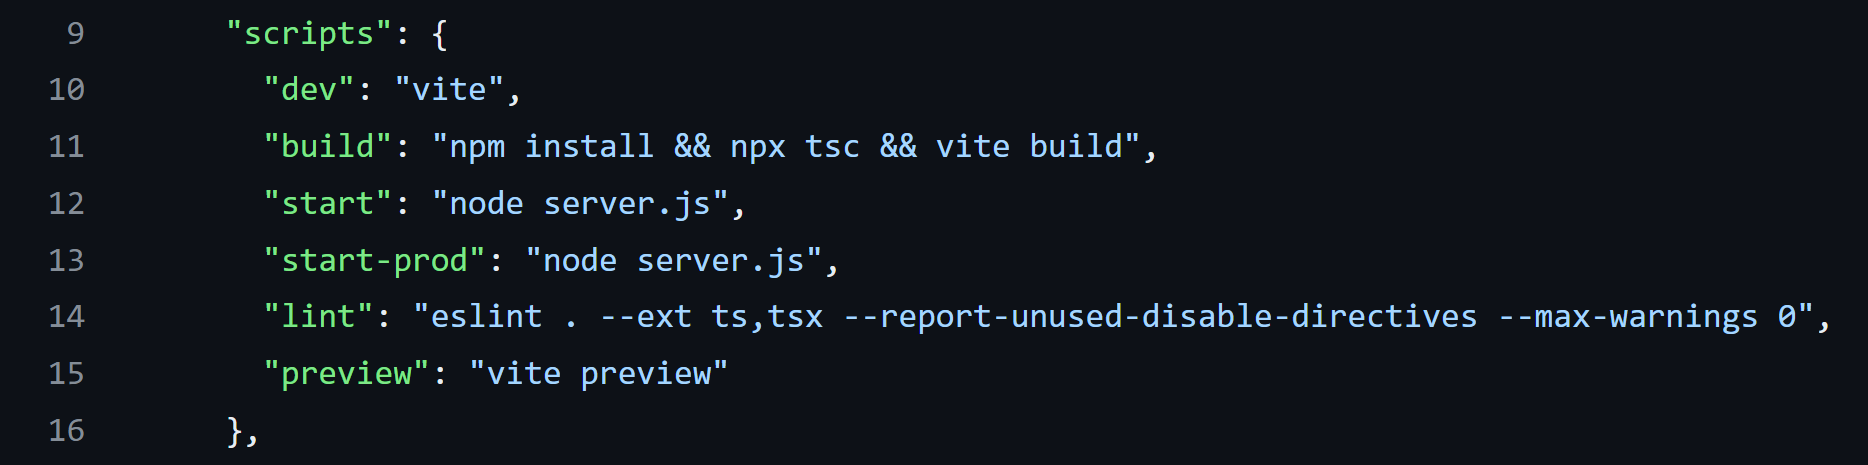 9 "scripts": {
10 "dev": "vite",
11 "build": "npm install && npx tsc && vite build",
12 "start": "node server.js",
13 "start-prod": "node server.js",
14 "lint": "eslint . --ext ts,tsx --report-unused-disable-directives --max-warnings 0",
15 "preview": "vite preview"
16 },